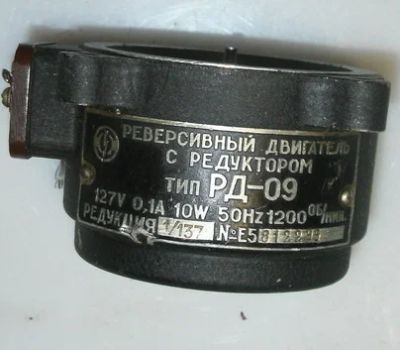 РЕВЕРСИВНЫЙ ДВИГАТЕЛЬ
С РЕДУКТОРОМ
ТИП РД-09
127V 0.1A 10W 50Hz 1200 ОБ/МИН.
РЕДУКЦИЯ 1/137